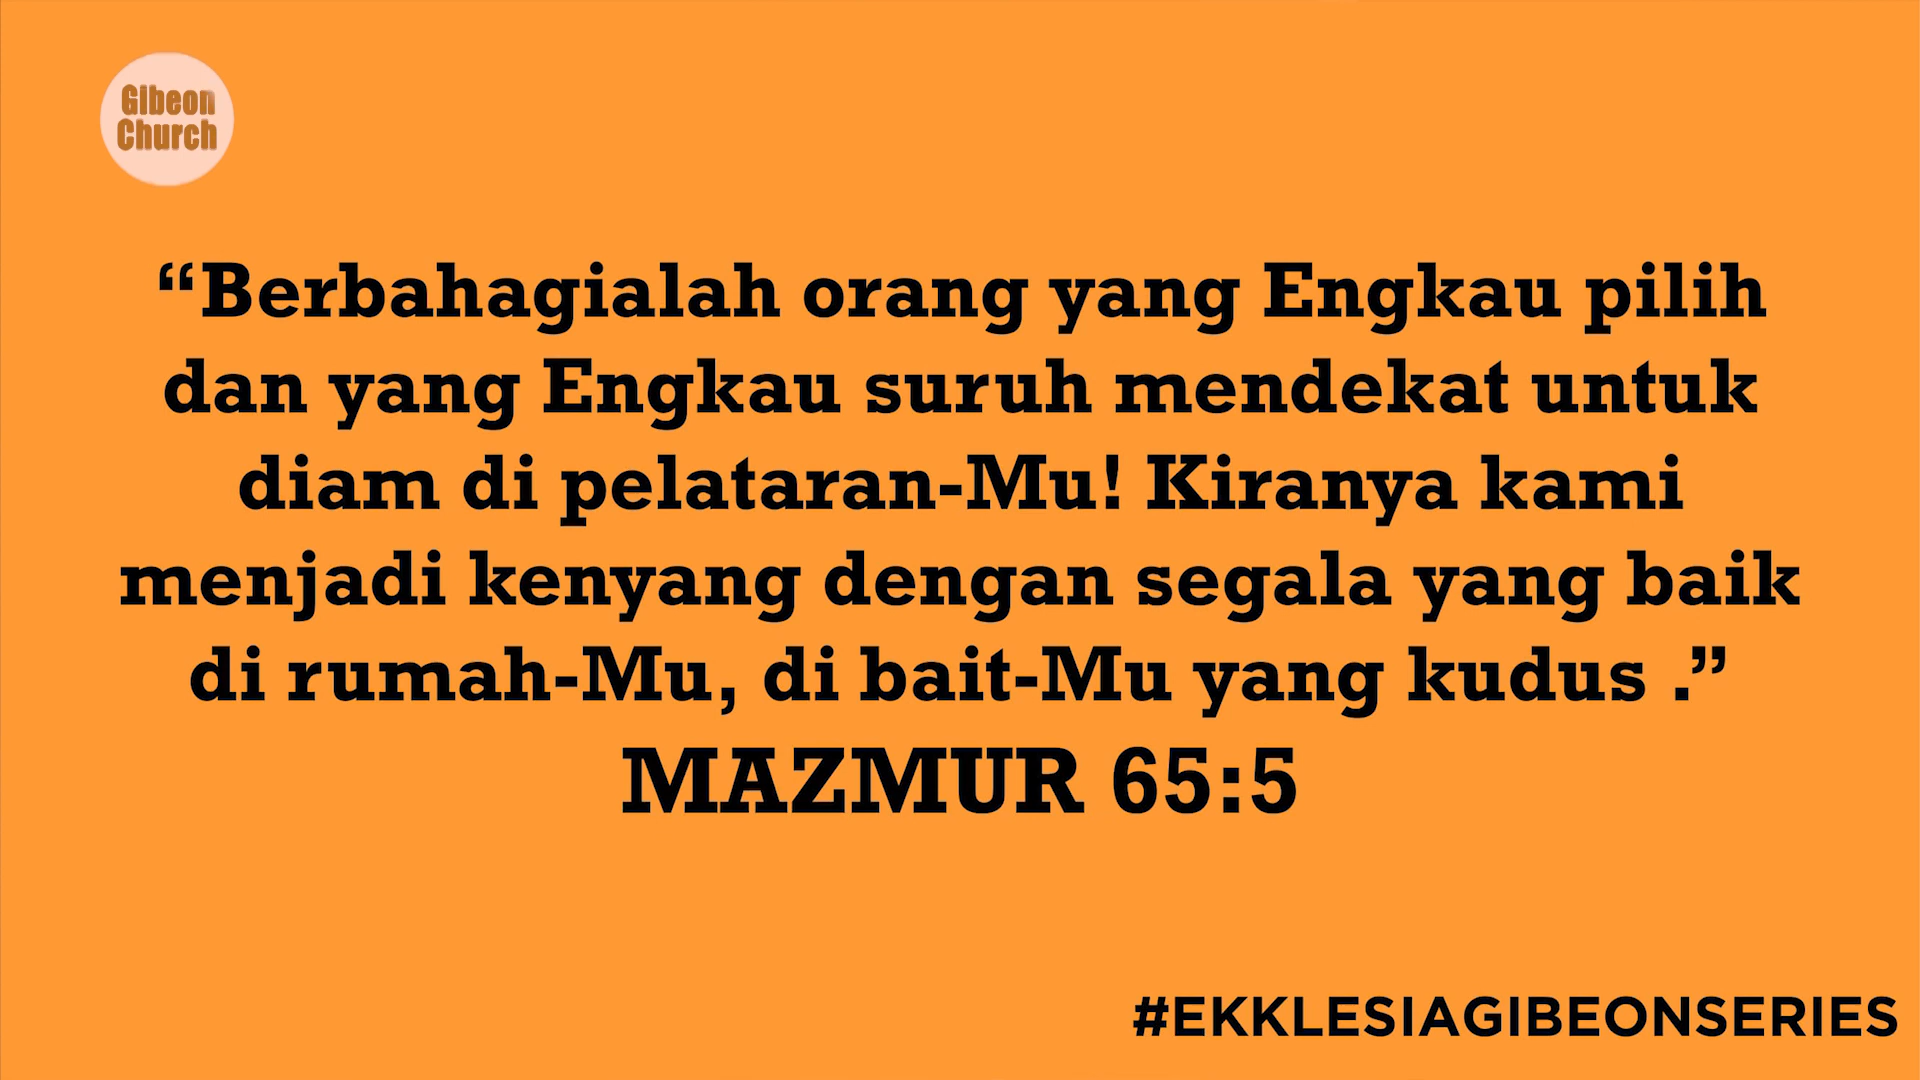 Gibeon
Church
“Berbahagialah orang yang Engkau pilih
dan yang Engkau suruh mendekat untuk
diam di pelataran-Mu! Kiranya kami
menjadi kenyang dengan segala yang baik
di rumah-Mu, di bait-Mu yang kudus .”
MAZMUR 65:5
#EKKLESIAGIBEONSERIES